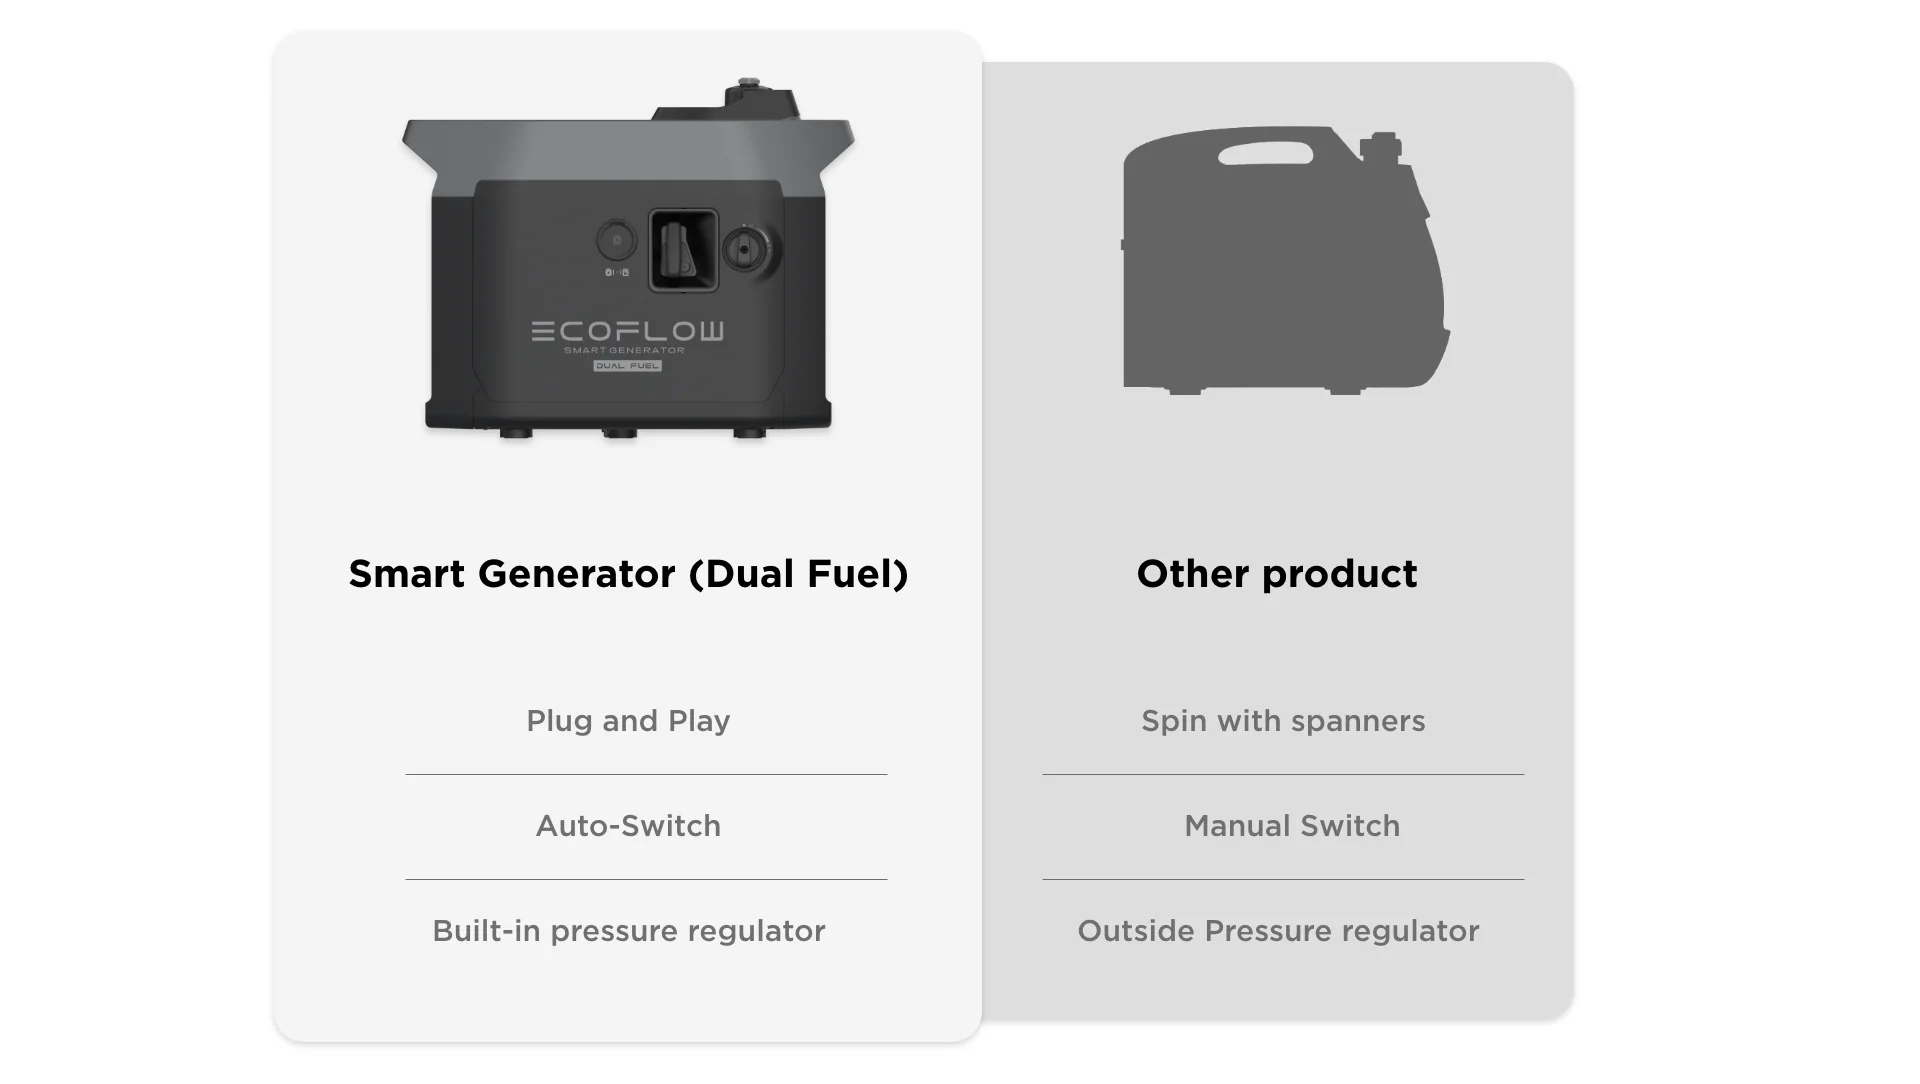 ECOFLOW
SMART GENERATOR
DUAL FUEL
Smart Generator (Dual Fuel)
Plug and Play
Auto-Switch
Built-in pressure regulator
Other product
Spin with spanners
Manual Switch
Outside Pressure regulator